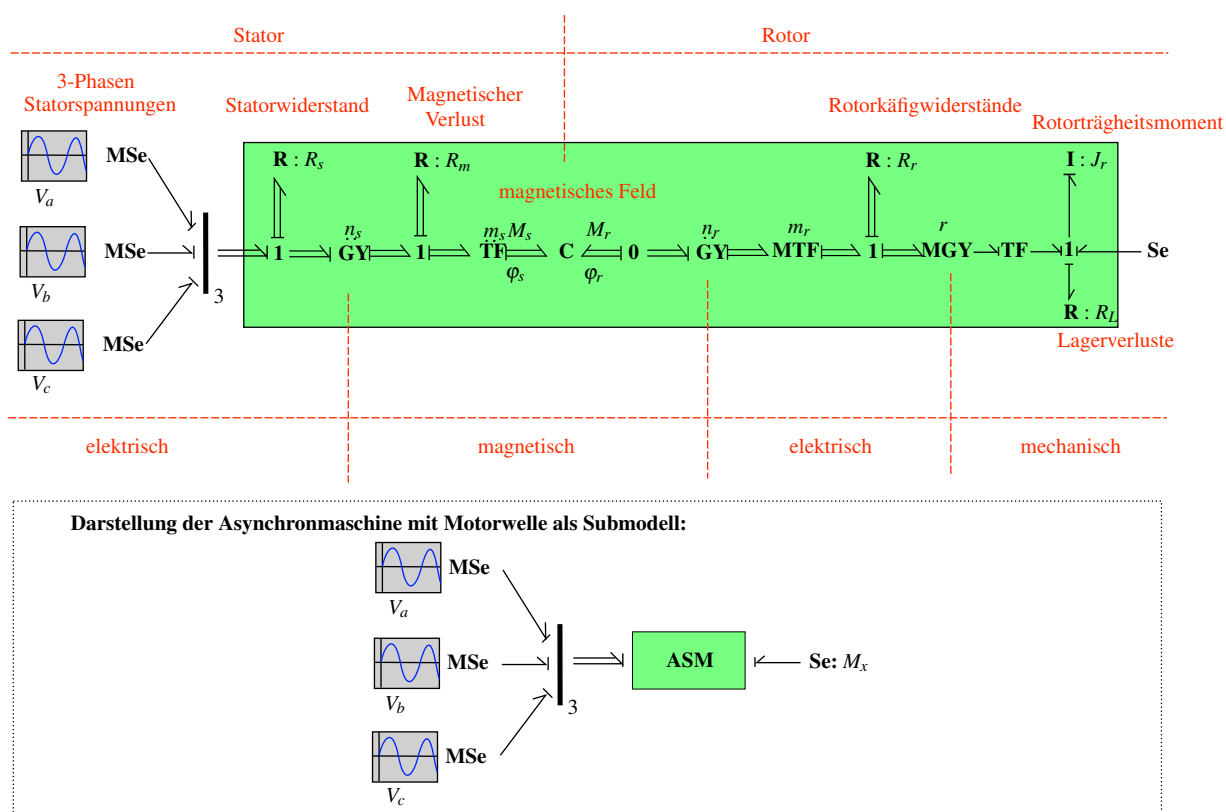 Stator
Rotor
3-Phasen
Statorspannungen
Statorwiderstand
Magnetischer
Verlust
Rotorkäfigwiderstände
Rotorträgheitsmoment
MSe
V_a
MSe
V_b
MSe
V_c
3
R : R_s
R : R_m
R : R_r
I : J_r
magnetisches Feld
n_s
m_s M_s
M_r
n_r
m_r
r
1 GY 1 TF C 0 GY MTF 1 MGY TF 1 Se
φ_s
φ_r
R : R_L
Lagerverluste
elektrisch
magnetisch
elektrisch
mechanisch
Darstellung der Asynchronmaschine mit Motorwelle als Submodell:
MSe
V_a
MSe
V_b
MSe
V_c
3
ASM
Se: M_x